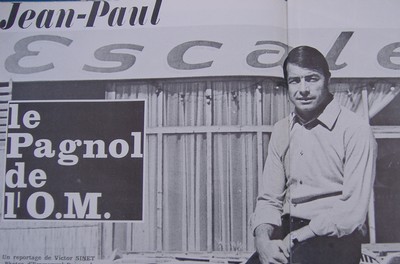 Jean-Paul
Escale
le
Pagnol
de
l'O.M.
Un reportage de Victor SINET